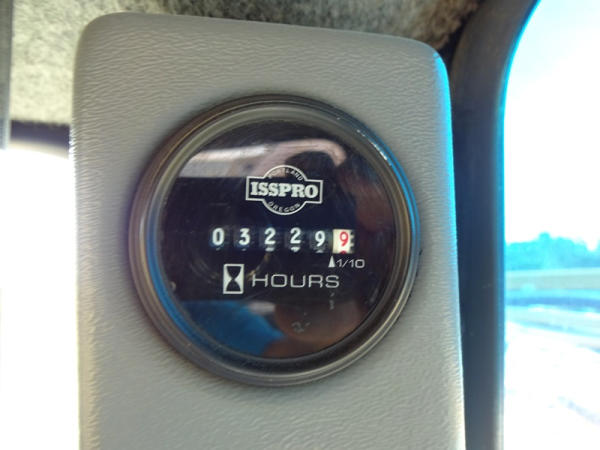 PORTLAND
ISSPRO
OREGON
032299
1/10
HOURS